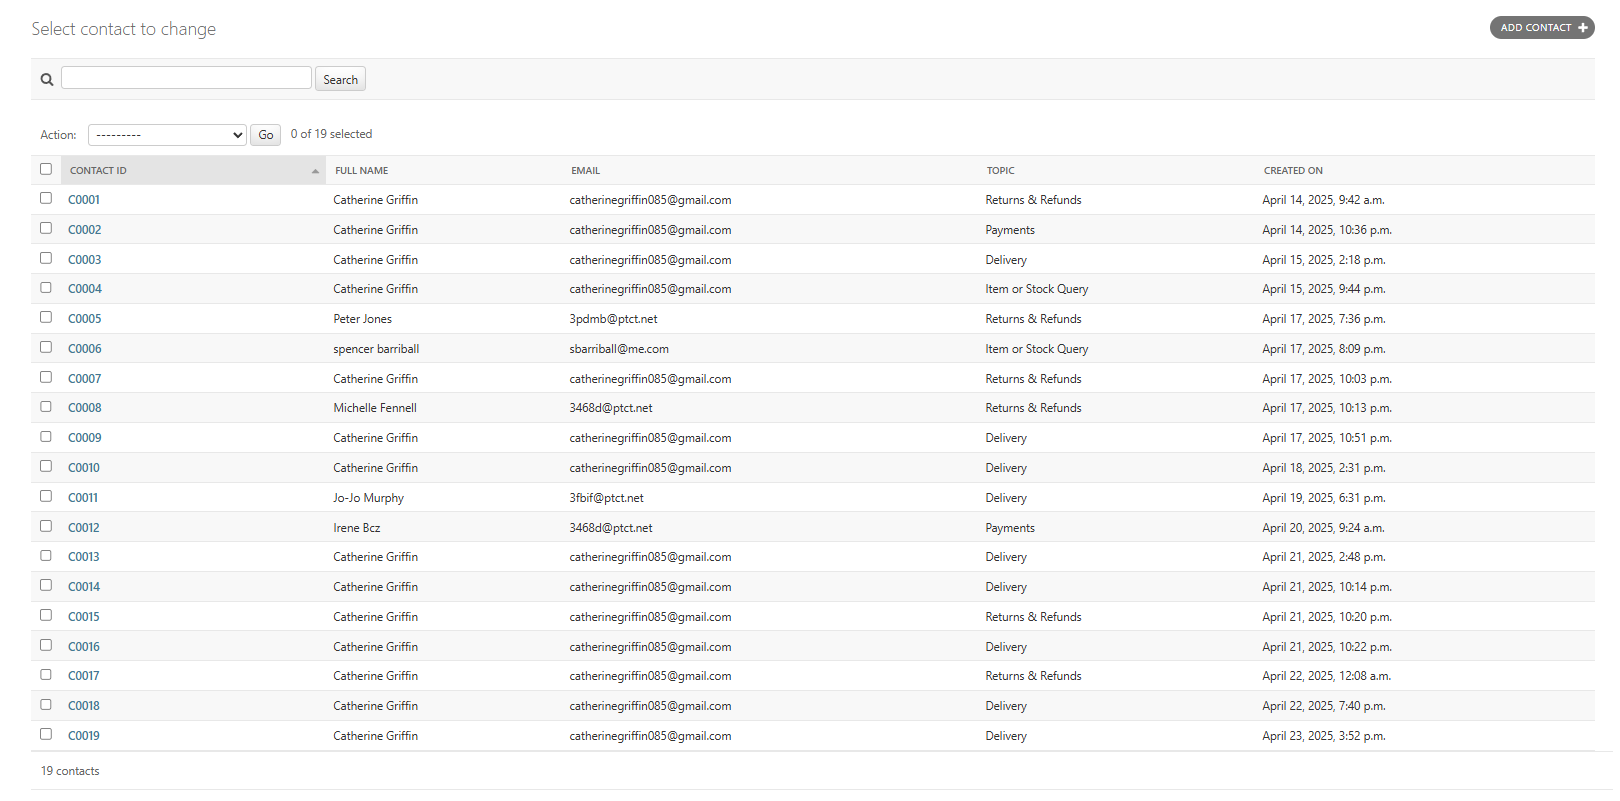 Select contact to change
ADD CONTACT +
Search
Action: --------- Go 0 of 19 selected
CONTACT ID FULL NAME EMAIL TOPIC CREATED ON
C0001 Catherine Griffin catherinegriffin085@gmail.com Returns & Refunds April 14, 2025, 9:42 a.m.
C0002 Catherine Griffin catherinegriffin085@gmail.com Payments April 14, 2025, 10:36 p.m.
C0003 Catherine Griffin catherinegriffin085@gmail.com Delivery April 15, 2025, 2:18 p.m.
C0004 Catherine Griffin catherinegriffin085@gmail.com Item or Stock Query April 15, 2025, 9:44 p.m.
C0005 Peter Jones 3pdmb@ptct.net Returns & Refunds April 17, 2025, 7:36 p.m.
C0006 spencer barriball sbarriball@me.com Item or Stock Query April 17, 2025, 8:09 p.m.
C0007 Catherine Griffin catherinegriffin085@gmail.com Returns & Refunds April 17, 2025, 10:03 p.m.
C0008 Michelle Fennell 3468d@ptct.net Returns & Refunds April 17, 2025, 10:13 p.m.
C0009 Catherine Griffin catherinegriffin085@gmail.com Delivery April 17, 2025, 10:51 p.m.
C0010 Catherine Griffin catherinegriffin085@gmail.com Delivery April 18, 2025, 2:31 p.m.
C0011 Jo-Jo Murphy 3fbif@ptct.net Delivery April 19, 2025, 6:31 p.m.
C0012 Irene Bcz 3468d@ptct.net Payments April 20, 2025, 9:24 a.m.
C0013 Catherine Griffin catherinegriffin085@gmail.com Delivery April 21, 2025, 2:48 p.m.
C0014 Catherine Griffin catherinegriffin085@gmail.com Delivery April 21, 2025, 10:14 p.m.
C0015 Catherine Griffin catherinegriffin085@gmail.com Returns & Refunds April 21, 2025, 10:20 p.m.
C0016 Catherine Griffin catherinegriffin085@gmail.com Delivery April 21, 2025, 10:22 p.m.
C0017 Catherine Griffin catherinegriffin085@gmail.com Returns & Refunds April 22, 2025, 12:08 a.m.
C0018 Catherine Griffin catherinegriffin085@gmail.com Delivery April 22, 2025, 7:40 p.m.
C0019 Catherine Griffin catherinegriffin085@gmail.com Delivery April 23, 2025, 3:52 p.m.
19 contacts